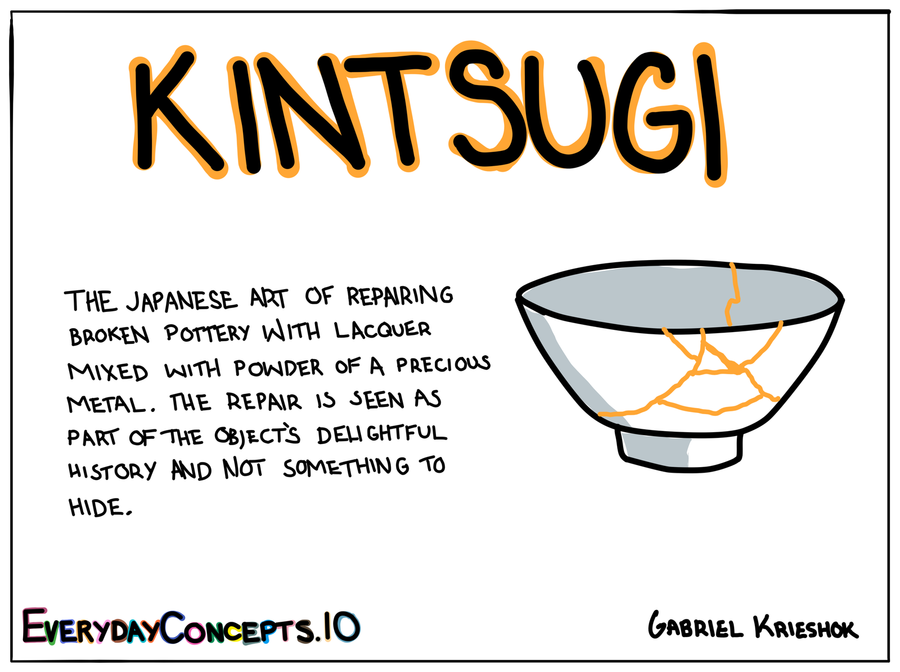 KINTSUGI
THE JAPANESE ART OF REPAIRING
BROKEN POTTERY WITH LACQUER
MIXED WITH POWDER OF A PRECIOUS
METAL. THE REPAIR IS SEEN AS
PART OF THE OBJECT'S DELIGHTFUL
HISTORY AND NOT SOMETHING TO
HIDE.
EVERYDAYCONCEPTS.IO
GABRIEL KRIESHOK